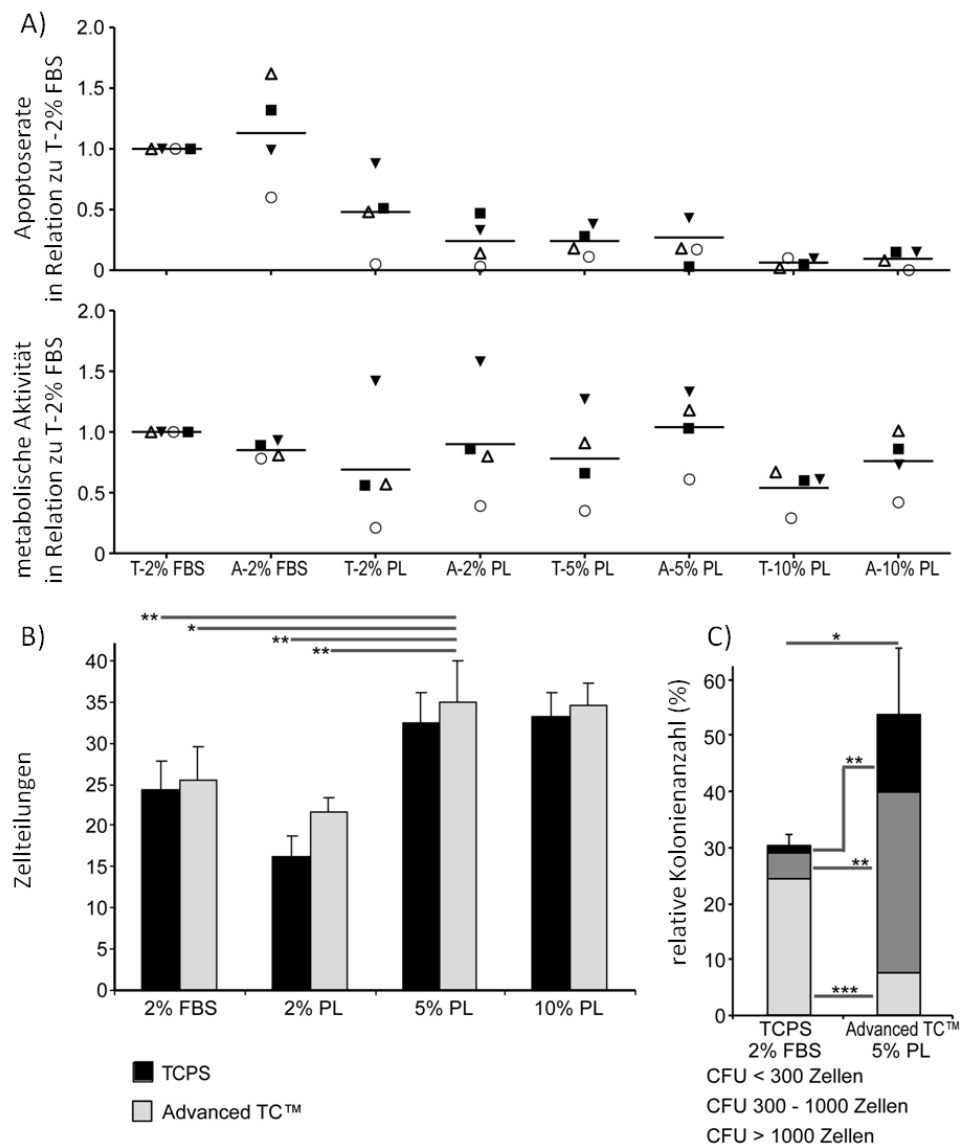 A)
Apoptoserate
in Relation zu T-2% FBS
2.0
1.5
1.0
0.5
0
metabolische Aktivität
in Relation zu T-2% FBS
2.0
1.5
1.0
0.5
0
T-2% FBS A-2% FBS T-2% PL A-2% PL T-5% PL A-5% PL T-10% PL A-10% PL
B)
**
*
**
**
Zellteilungen
40
35
30
25
20
15
10
5
0
2% FBS 2% PL 5% PL 10% PL
TCPS
Advanced TC™
C)
*
**
**
***
relative Kolonienanzahl (%)
60
50
40
30
20
10
0
TCPS Advanced TC™
2% FBS 5% PL
CFU < 300 Zellen
CFU 300 - 1000 Zellen
CFU > 1000 Zellen